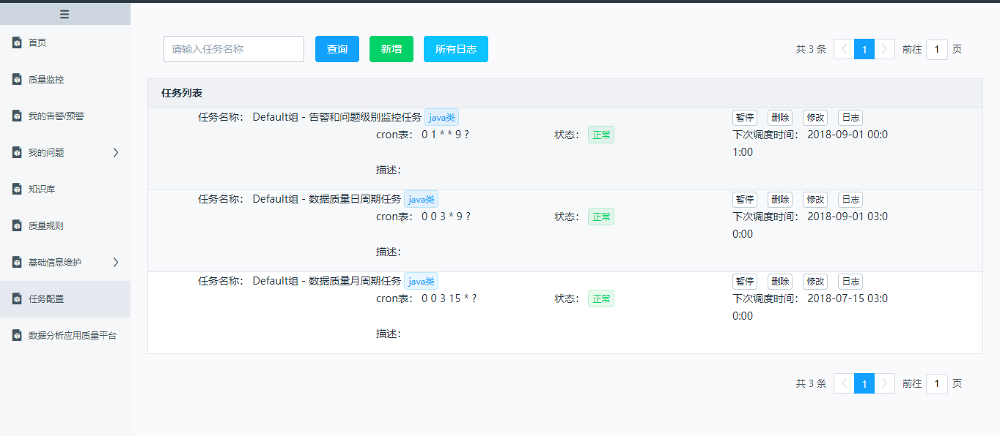 首页
质量监控
我的告警/预警
我的问题
知识库
质量规则
基础信息维护
任务配置
数据分析应用质量平台
请输入任务名称 查询 新增 所有日志 共 3 条 1 前往 1 页
任务列表
任务名称： Default组 - 告警和问题级别监控任务 java类 暂停 删除 修改 日志
cron表： 0 1 * * 9 ? 状态： 正常 下次调度时间： 2018-09-01 00:0
1:00
描述：
任务名称： Default组 - 数据质量日周期任务 java类 暂停 删除 修改 日志
cron表： 0 0 3 * 9 ? 状态： 正常 下次调度时间： 2018-09-01 03:0
0:00
描述：
任务名称： Default组 - 数据质量月周期任务 java类 暂停 删除 修改 日志
cron表： 0 0 3 15 * ? 状态： 正常 下次调度时间： 2018-07-15 03:0
0:00
描述：
共 3 条 1 前往 1 页